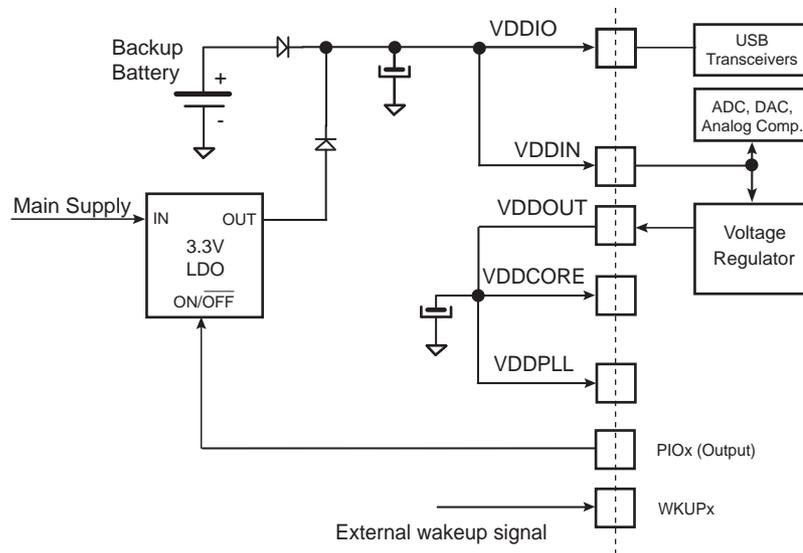 VDDIO
USB
Transceivers
Backup
Battery
+
-
ADC, DAC,
Analog Comp.
VDDIN
Main Supply
IN
OUT
3.3V
LDO
ON/OFF
VDDOUT
Voltage
Regulator
VDDCORE
VDDPLL
PIOx (Output)
WKUPx
External wakeup signal